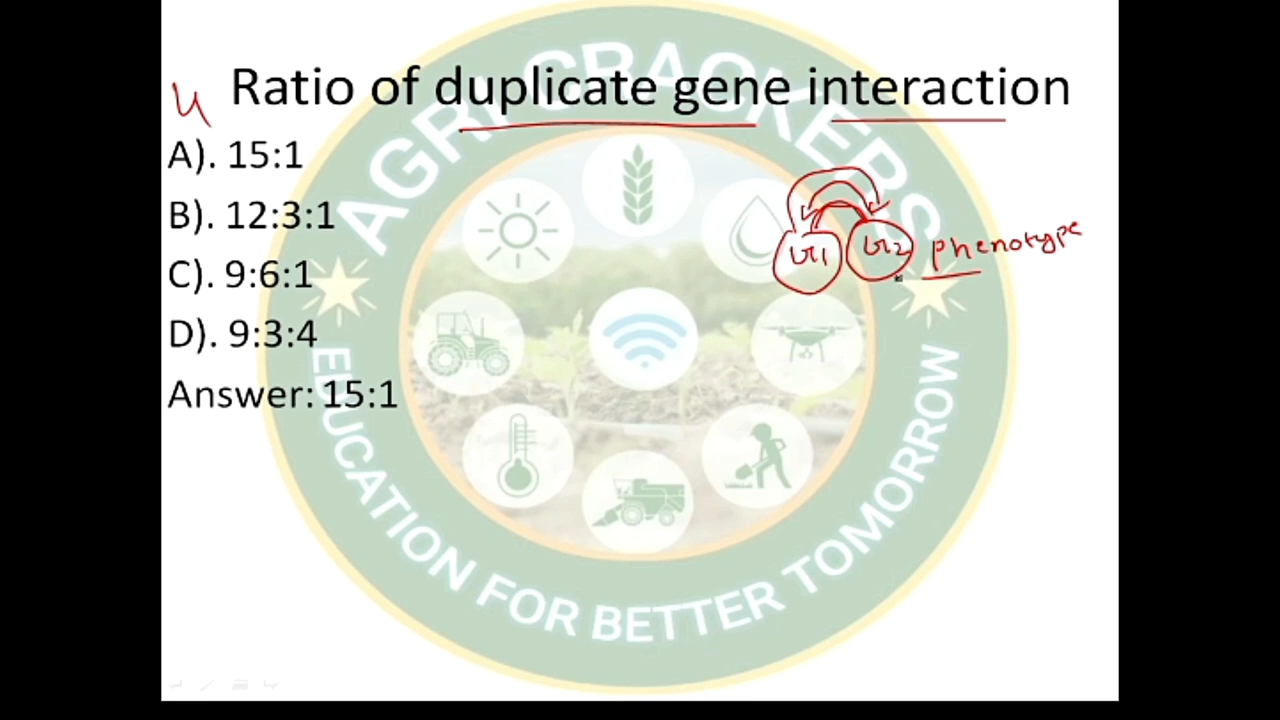 AGRI CRACKERS
Ratio of duplicate gene interaction
A). 15:1
B). 12:3:1
C). 9:6:1
D). 9:3:4
Answer: 15:1
phenotype
EDUCATION FOR BETTER TOMORROW